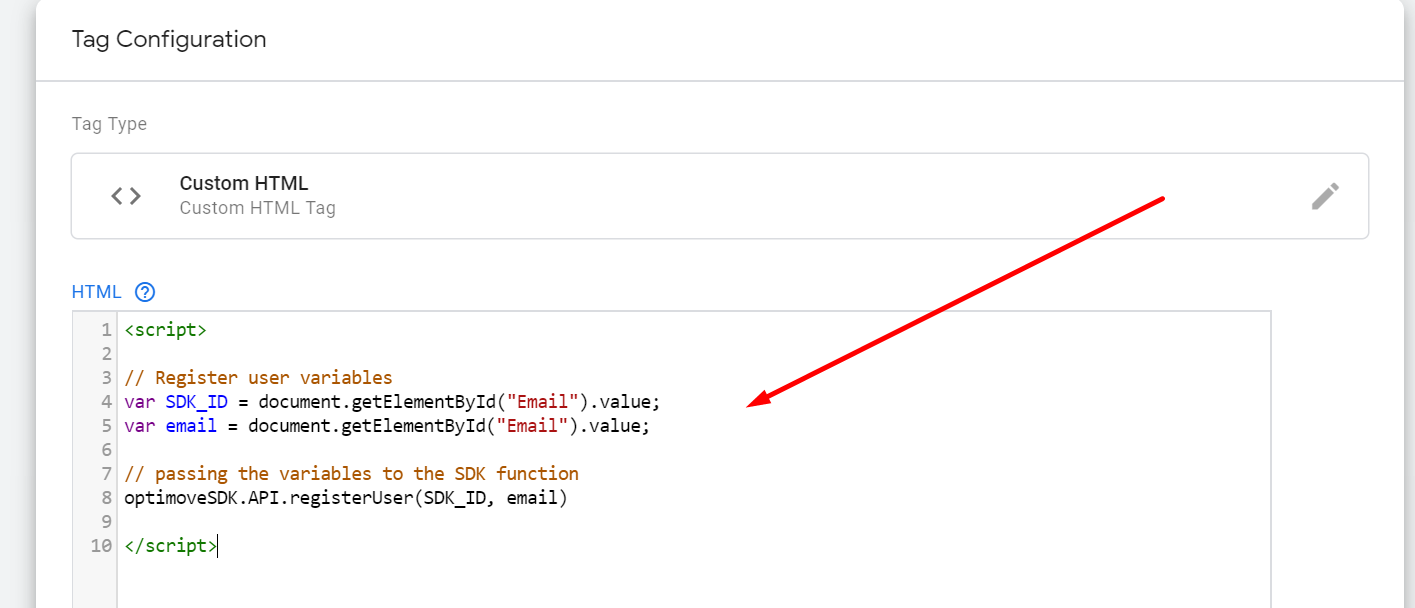 Tag Configuration
Tag Type
Custom HTML
Custom HTML Tag
HTML ?
1 <script>
2
3 // Register user variables
4 var SDK_ID = document.getElementById("Email").value;
5 var email = document.getElementById("Email").value;
6
7 // passing the variables to the SDK function
8 optimoveSDK.API.registerUser(SDK_ID, email)
9
10 </script>